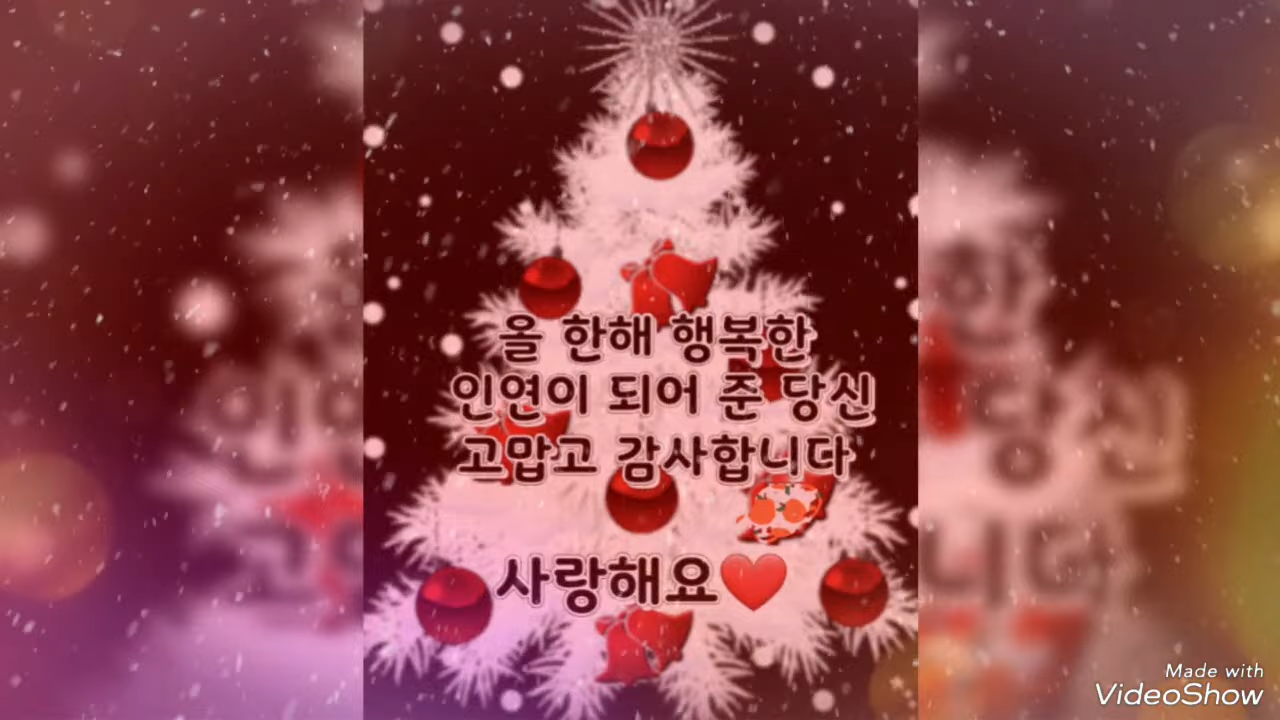 올 한해 행복한
인연이 되어 준 당신
고맙고 감사합니다
사랑해요❤
Made with
VideoShow